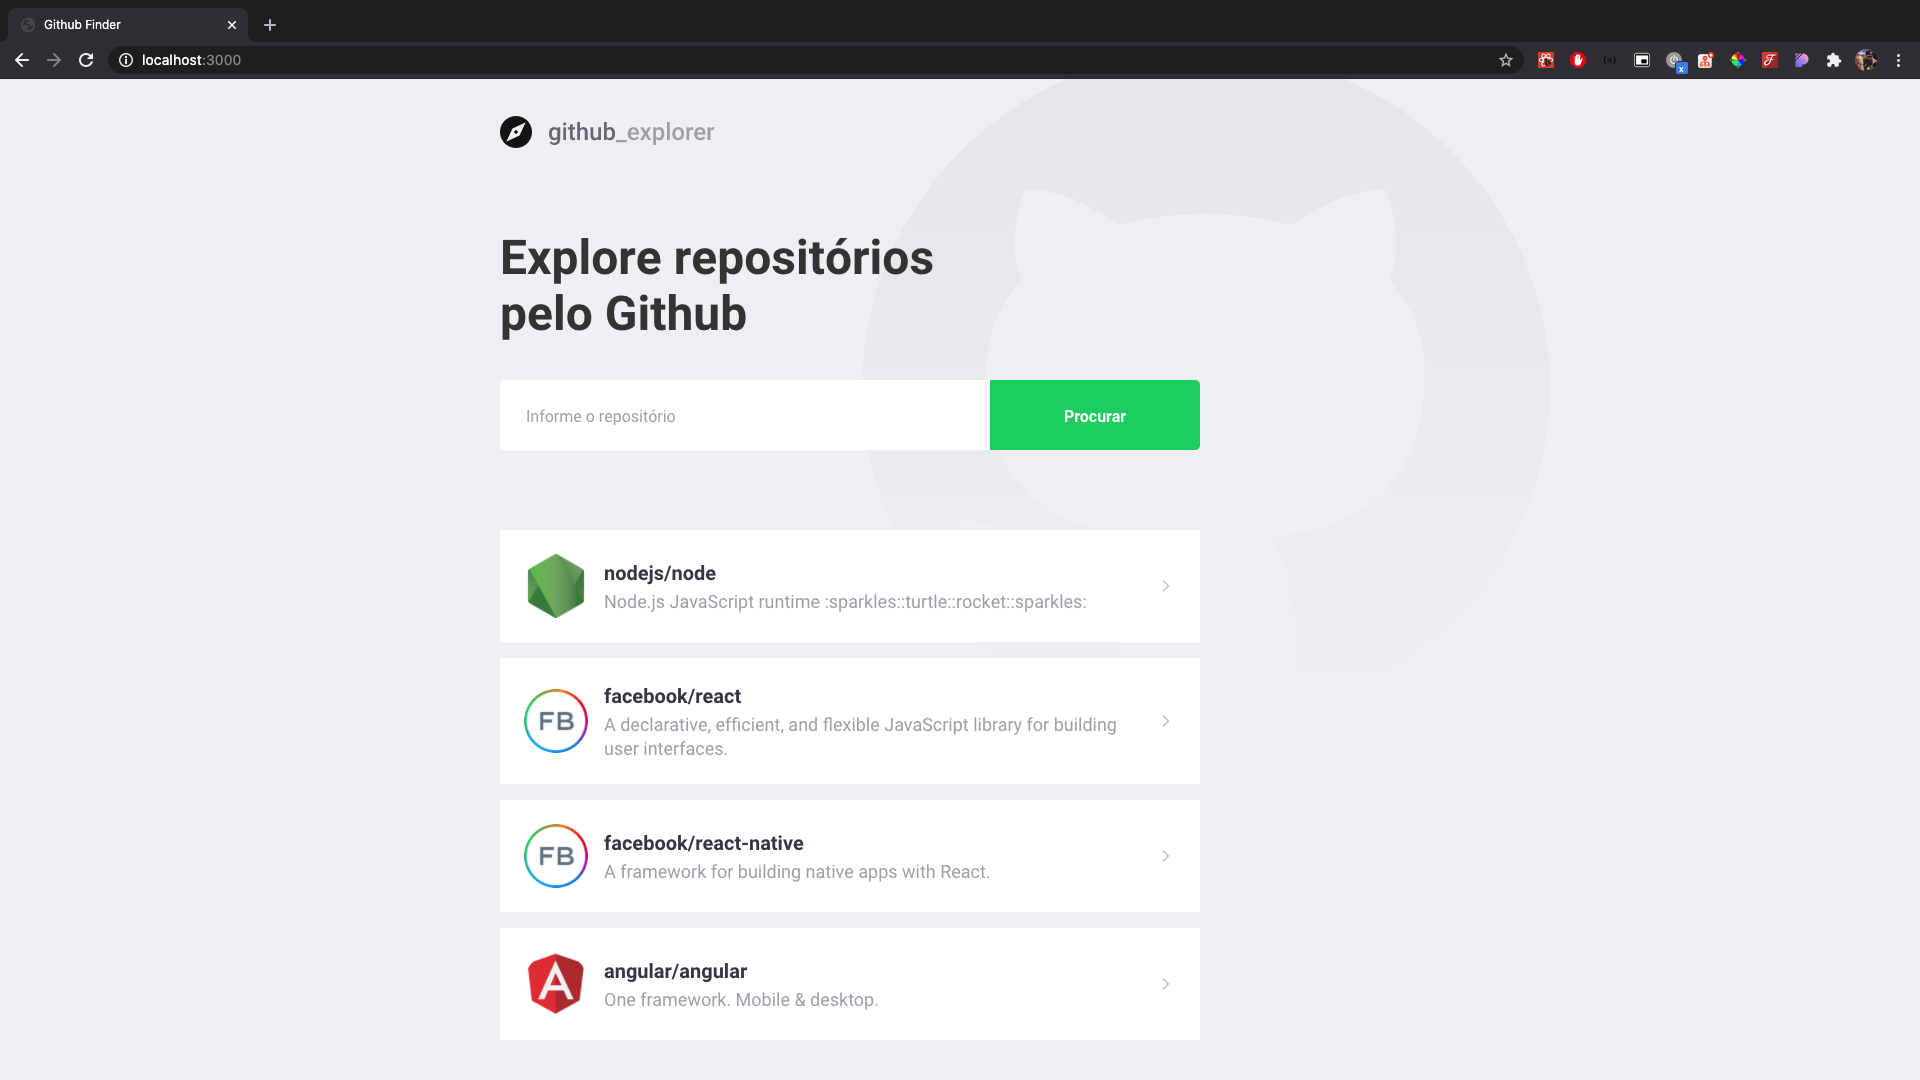 Github Finder
localhost:3000
github_explorer
Explore repositórios
pelo Github
Informe o repositório
Procurar
nodejs/node
Node.js JavaScript runtime :sparkles::turtle::rocket::sparkles:
FB
facebook/react
A declarative, efficient, and flexible JavaScript library for building
user interfaces.
FB
facebook/react-native
A framework for building native apps with React.
A
angular/angular
One framework. Mobile & desktop.